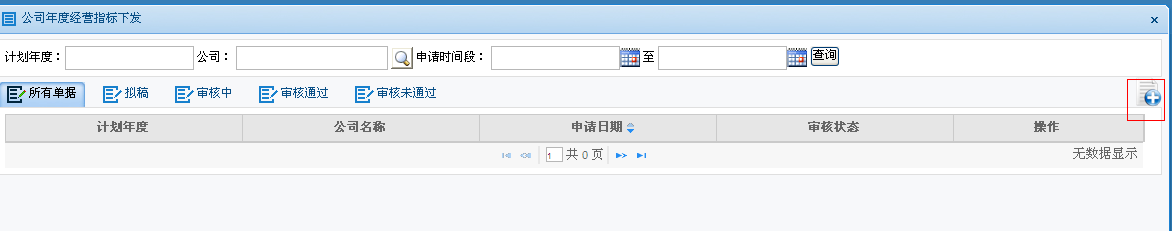 公司年度经营指标下发
计划年度： 公司： 申请时间段： 至 查询
所有单据 拟稿 审核中 审核通过 审核未通过
计划年度 公司名称 申请日期 审核状态 操作
1 共 0 页 无数据显示